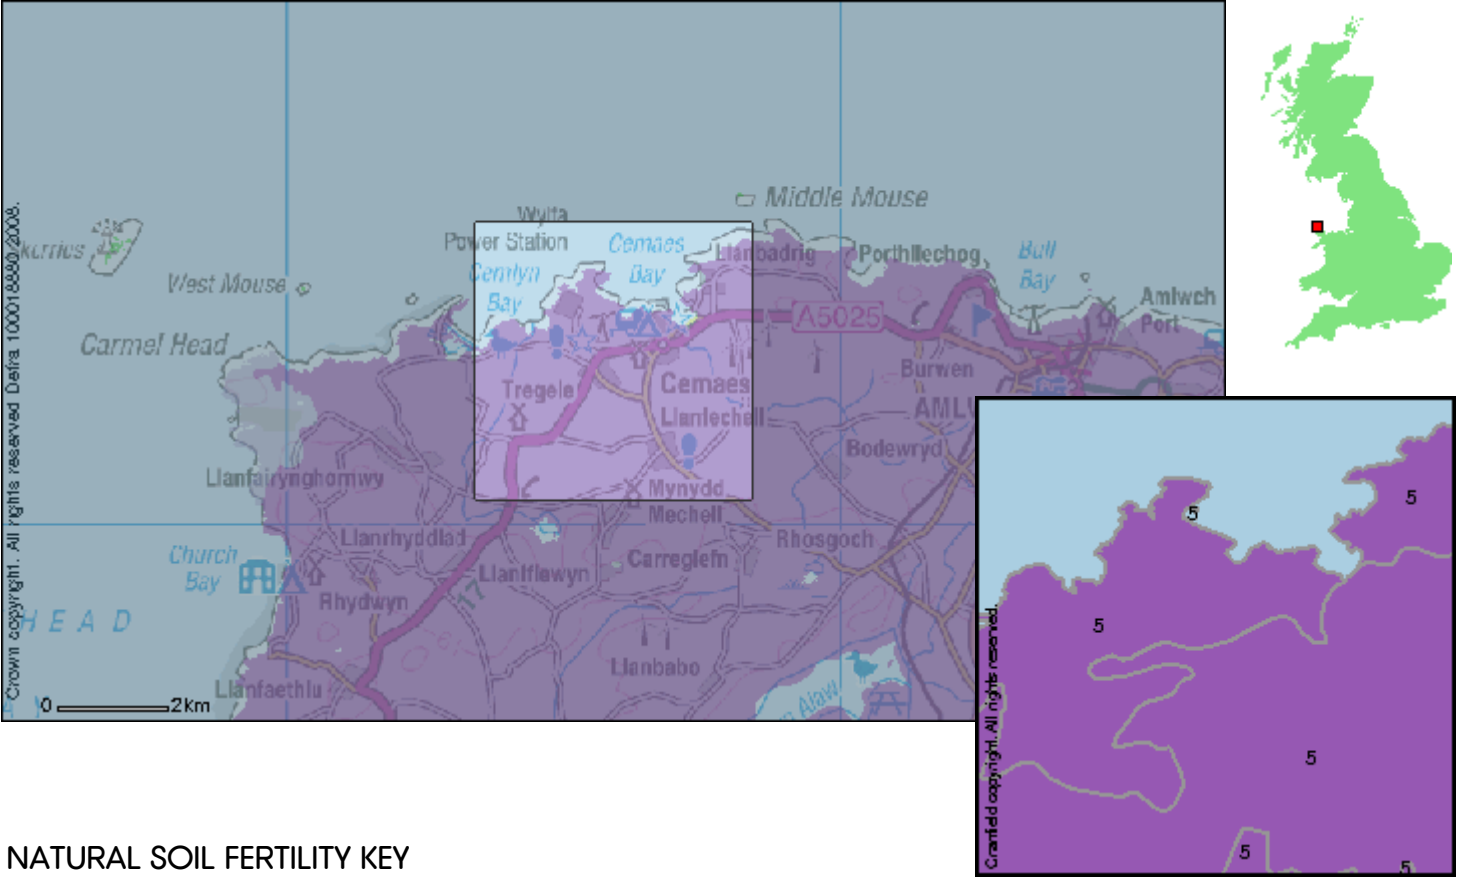 Middle Mouse
Wylfa
Power Station
Cemaes
Bay
Llanbadrig
Porthllechog
Bull
Bay
Cemlyn
Bay
West Mouse
Amlwch
Port
A5025
Carmel Head
Burwen
Tregele
Cemaes
Llanfechell
Bodewryd
Llanfairynghornwy
Mynydd
Mechell
Llanrhyddlad
Rhosgoch
Church
Bay
Carreglefn
Llanfflewyn
Rhydwyn
17
HEAD
Llanbabo
Llanfaethlu
Alaw
0 2km
Crown copyright. All rights reserved Defra 100018880/2008.
5
5
5
5
5
5
Cranfield copyright. All rights reserved.
NATURAL SOIL FERTILITY KEY